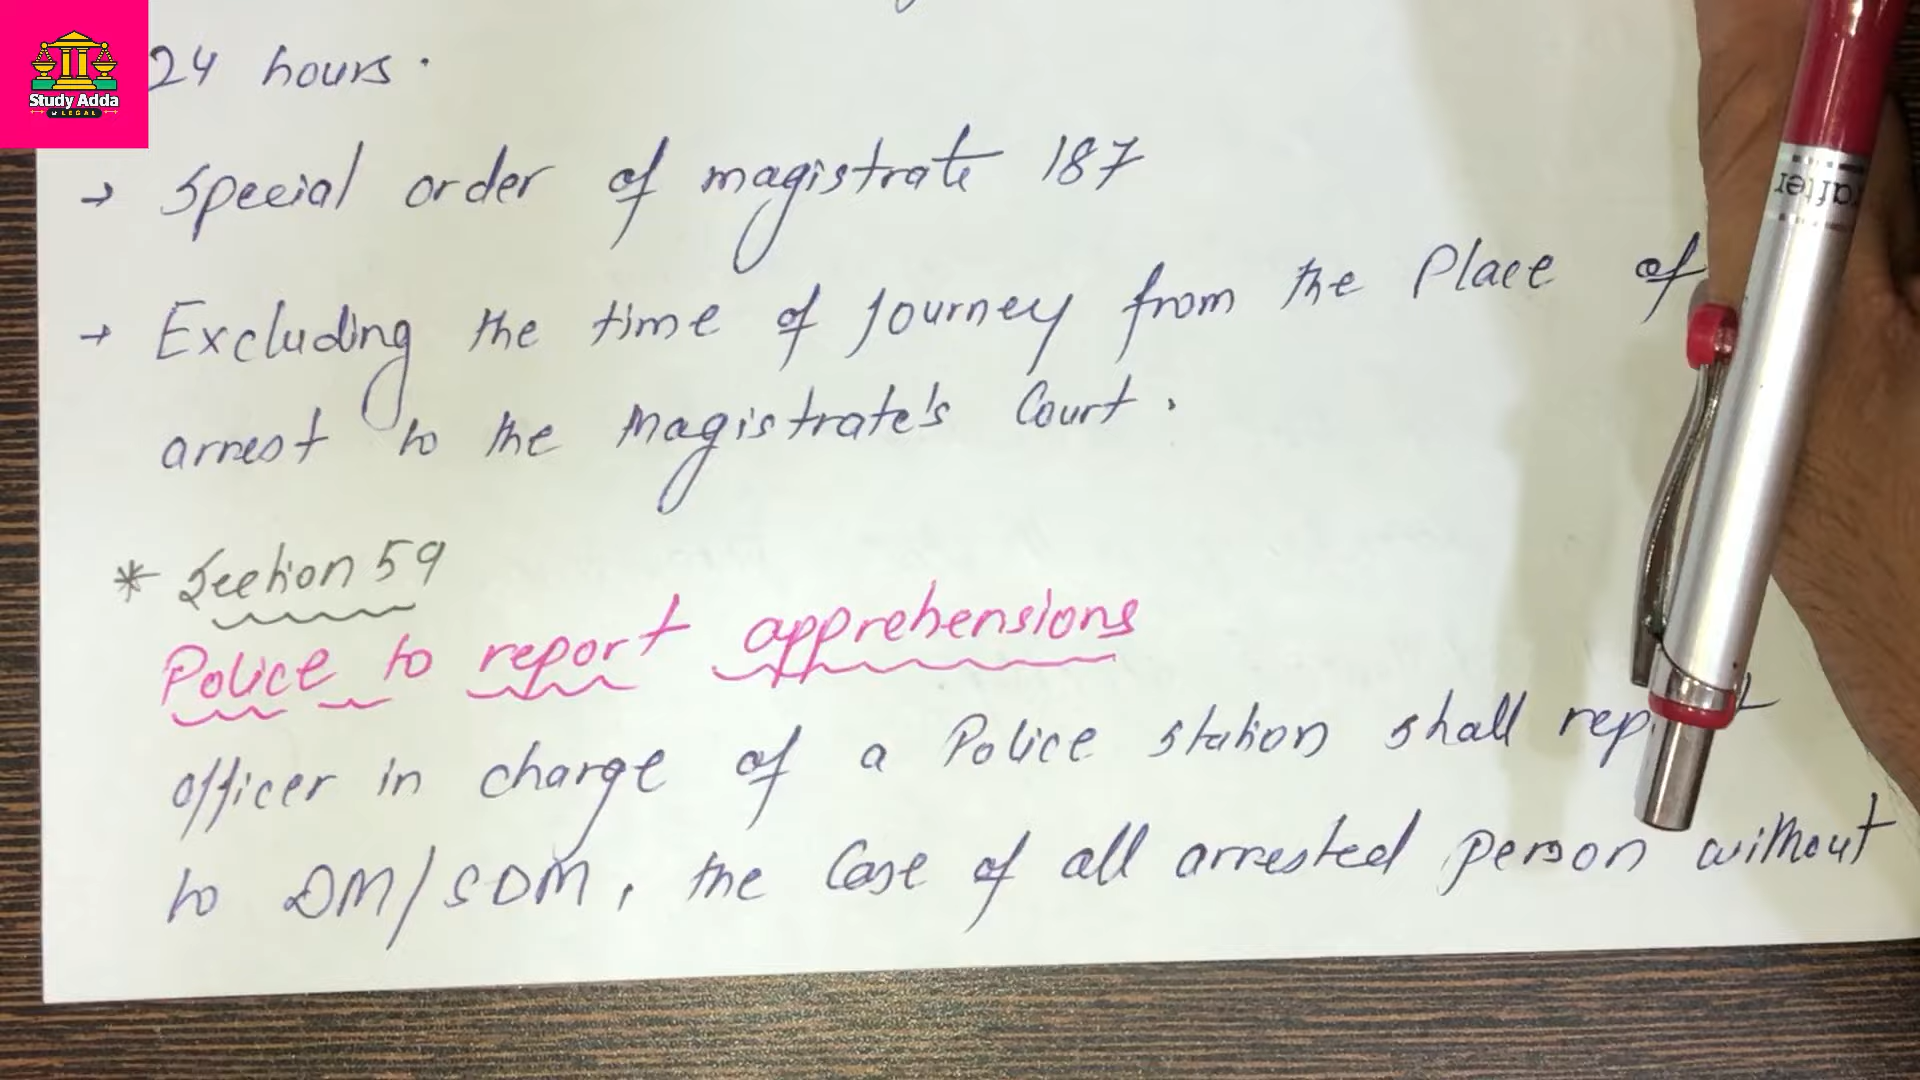 Study Adda
LEGAL
24 hours.
→ Special order of magistrate 187
→ Excluding the time of Journey from the Place of
arrest to the Magistrate's Court.
* Section 59
Police to report apprehensions
officer in charge of a Police station shall report
to DM/SDM, the Case of all arrested person without